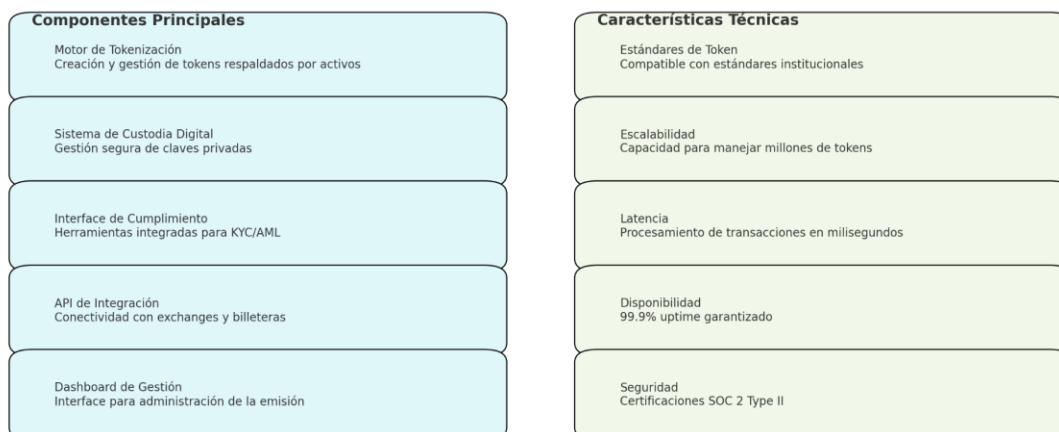 Componentes Principales
Motor de Tokenización
Creación y gestión de tokens respaldados por activos
Sistema de Custodia Digital
Gestión segura de claves privadas
Interface de Cumplimiento
Herramientas integradas para KYC/AML
API de Integración
Conectividad con exchanges y billeteras
Dashboard de Gestión
Interface para administración de la emisión
Características Técnicas
Estándares de Token
Compatible con estándares institucionales
Escalabilidad
Capacidad para manejar millones de tokens
Latencia
Procesamiento de transacciones en milisegundos
Disponibilidad
99.9% uptime garantizado
Seguridad
Certificaciones SOC 2 Type II